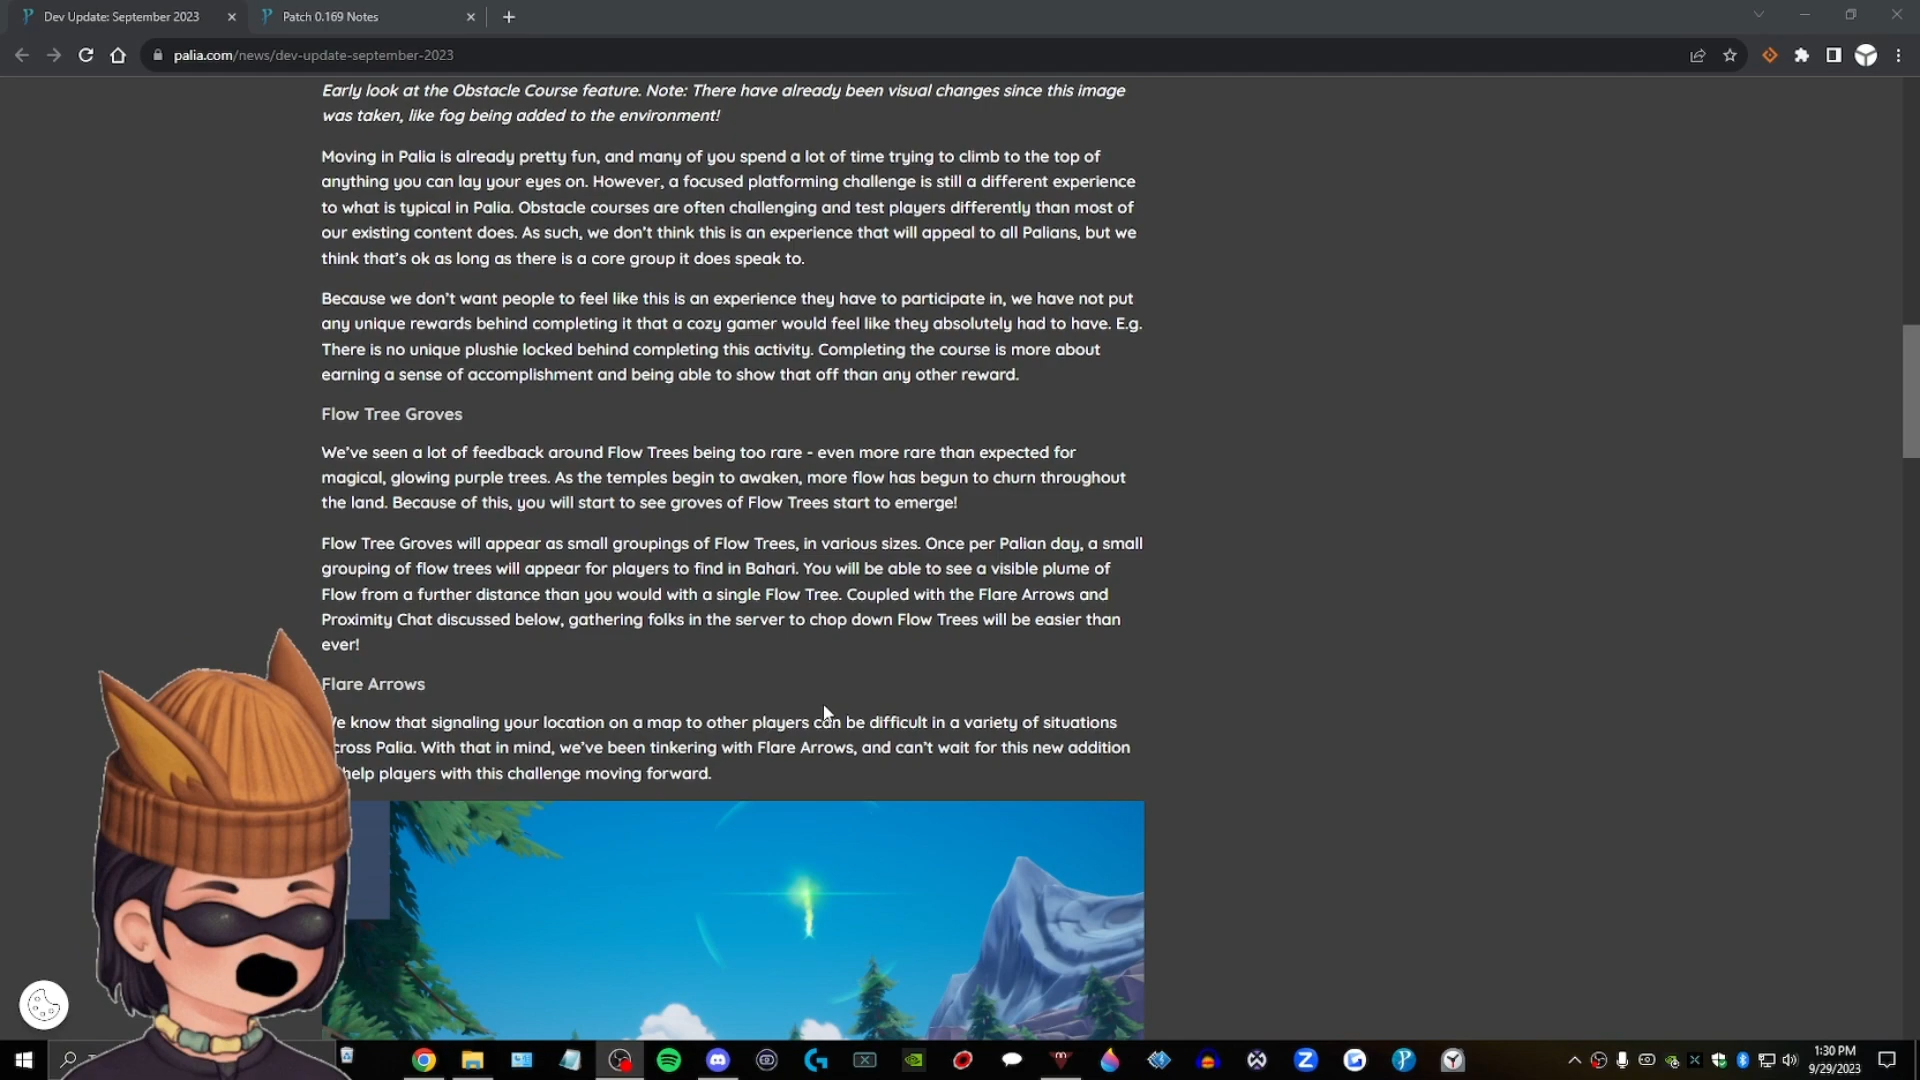 Dev Update: September 2023
Patch 0.169 Notes
palia.com/news/dev-update-september-2023
Early look at the Obstacle Course feature. Note: There have already been visual changes since this image
was taken, like fog being added to the environment!
Moving in Palia is already pretty fun, and many of you spend a lot of time trying to climb to the top of
anything you can lay your eyes on. However, a focused platforming challenge is still a different experience
to what is typical in Palia. Obstacle courses are often challenging and test players differently than most of
our existing content does. As such, we don't think this is an experience that will appeal to all Palians, but we
think that's ok as long as there is a core group it does speak to.
Because we don't want people to feel like this is an experience they have to participate in, we have not put
any unique rewards behind completing it that a cozy gamer would feel like they absolutely had to have. E.g.
There is no unique plushie locked behind completing this activity. Completing the course is more about
earning a sense of accomplishment and being able to show that off than any other reward.
Flow Tree Groves
We've seen a lot of feedback around Flow Trees being too rare - even more rare than expected for
magical, glowing purple trees. As the temples begin to awaken, more flow has begun to churn throughout
the land. Because of this, you will start to see groves of Flow Trees start to emerge!
Flow Tree Groves will appear as small groupings of Flow Trees, in various sizes. Once per Palian day, a small
grouping of flow trees will appear for players to find in Bahari. You will be able to see a visible plume of
Flow from a further distance than you would with a single Flow Tree. Coupled with the Flare Arrows and
Proximity Chat discussed below, gathering folks in the server to chop down Flow Trees will be easier than
ever!
Flare Arrows
know that signaling your location on a map to other players can be difficult in a variety of situations
cross Palia. With that in mind, we've been tinkering with Flare Arrows, and can't wait for this new addition
help players with this challenge moving forward.
1:30 PM
9/29/2023